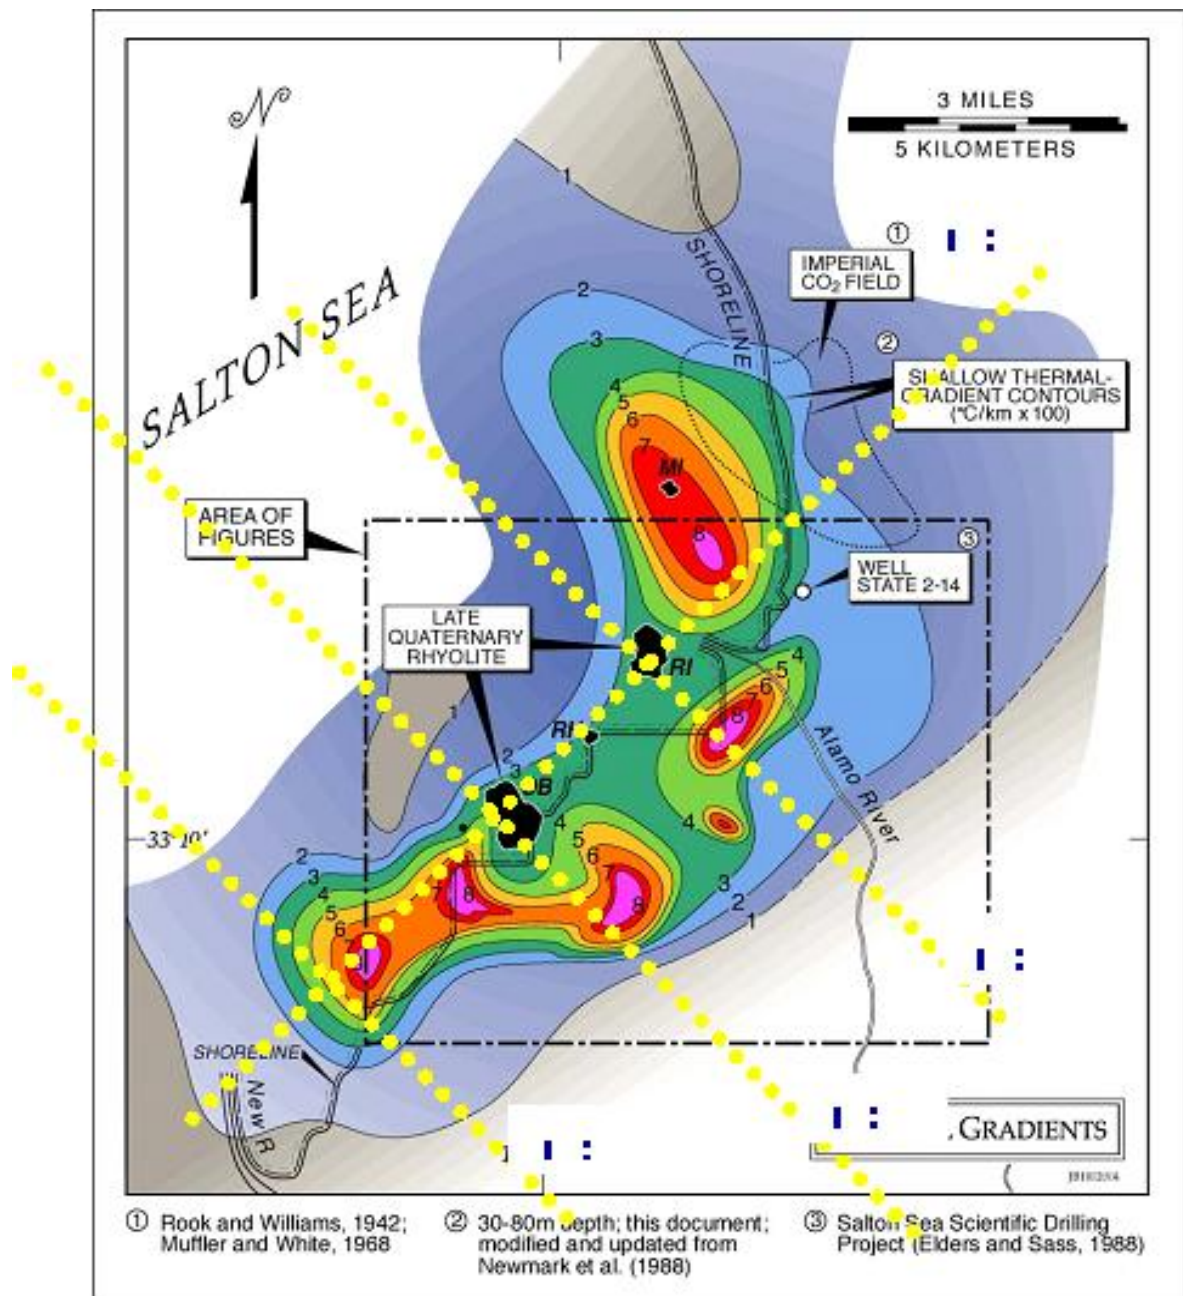 N
3 MILES
5 KILOMETERS
SALTON SEA
SHORELINE
①
IMPERIAL
CO₂ FIELD
②
SHALLOW THERMAL-
GRADIENT CONTOURS
(°C/km x 100)
1
2
3
4
5
6
7
MI
8
AREA OF
FIGURES
③
WELL
STATE 2-14
LATE
QUATERNARY
RHYOLITE
RI
4
5
6
7
8
1
Alamo River
2
3
OB
4
4
5
6
7
8
33°10'
2
3
4
5
6
7
7
8
3
2
1
SHORELINE
New R
GRADIENTS
① Rook and Williams, 1942;
Muffler and White, 1968
② 30-80m depth; this document;
modified and updated from
Newmark et al. (1988)
③ Salton Sea Scientific Drilling
Project (Elders and Sass, 1988)